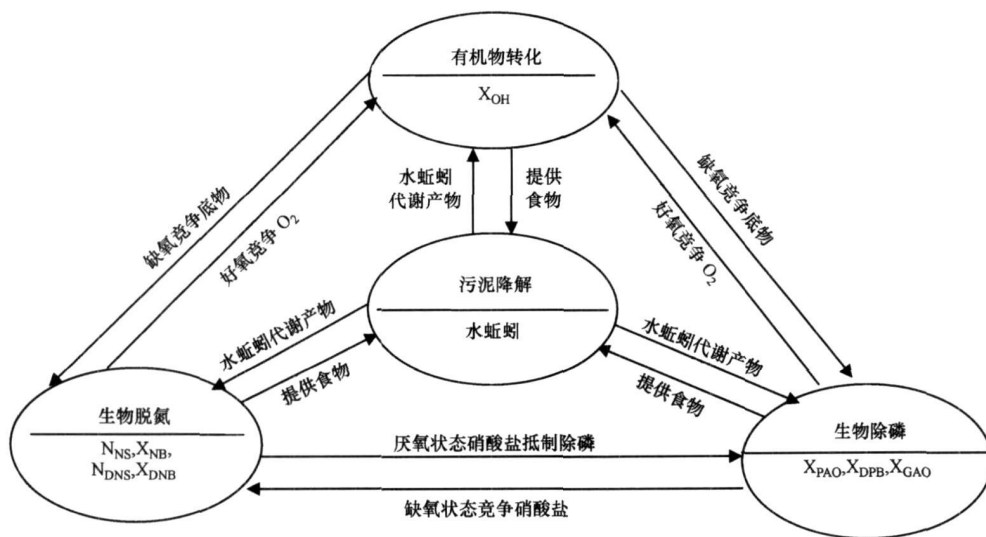 有机物转化
X_OH
缺氧竞争底物
好氧竞争 O₂
水蚯蚓
代谢产物
提供
食物
缺氧竞争底物
好氧竞争 O₂
污泥降解
水蚯蚓
水蚯蚓代谢产物
提供食物
水蚯蚓代谢产物
提供食物
生物脱氮
N_NS,X_NB,
N_DNS,X_DNB
厌氧状态硝酸盐抵制除磷
缺氧状态竞争硝酸盐
生物除磷
X_PAO,X_DPB,X_GAO